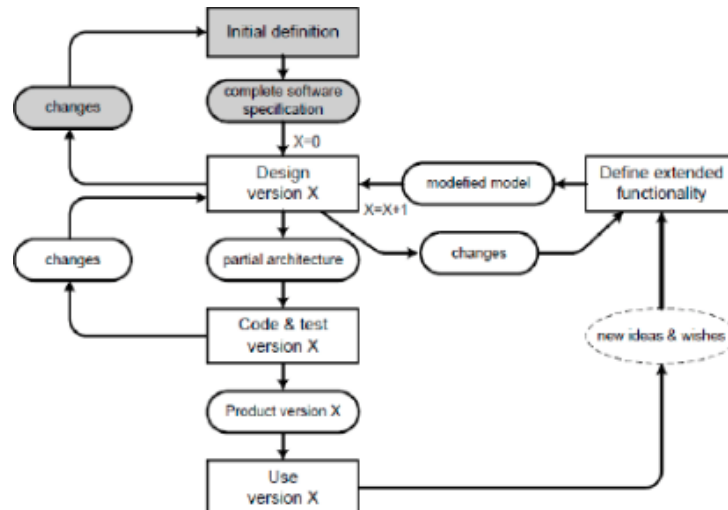 Initial definition
changes
complete software
specification
X=0
Design
version X
modefied model
Define extended
functionality
X=X+1
changes
partial architecture
changes
Code & test
version X
new ideas & wishes
Product version X
Use
version X